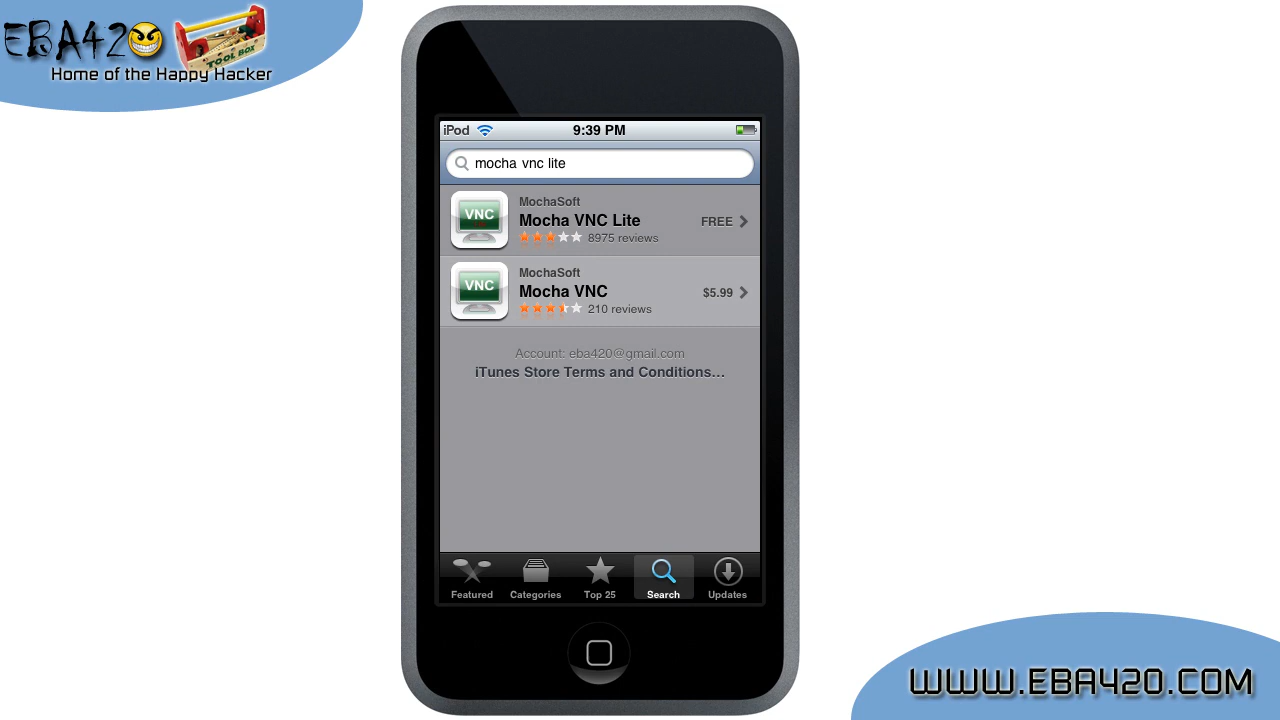 EBA420
TOOL BOX
Home of the Happy Hacker
iPod
9:39 PM
mocha vnc lite
VNC
MochaSoft
Mocha VNC Lite
8975 reviews
FREE
VNC
MochaSoft
Mocha VNC
210 reviews
$5.99
Account: eba420@gmail.com
iTunes Store Terms and Conditions...
Featured
Categories
Top 25
Search
Updates
WWW.EBA420.COM